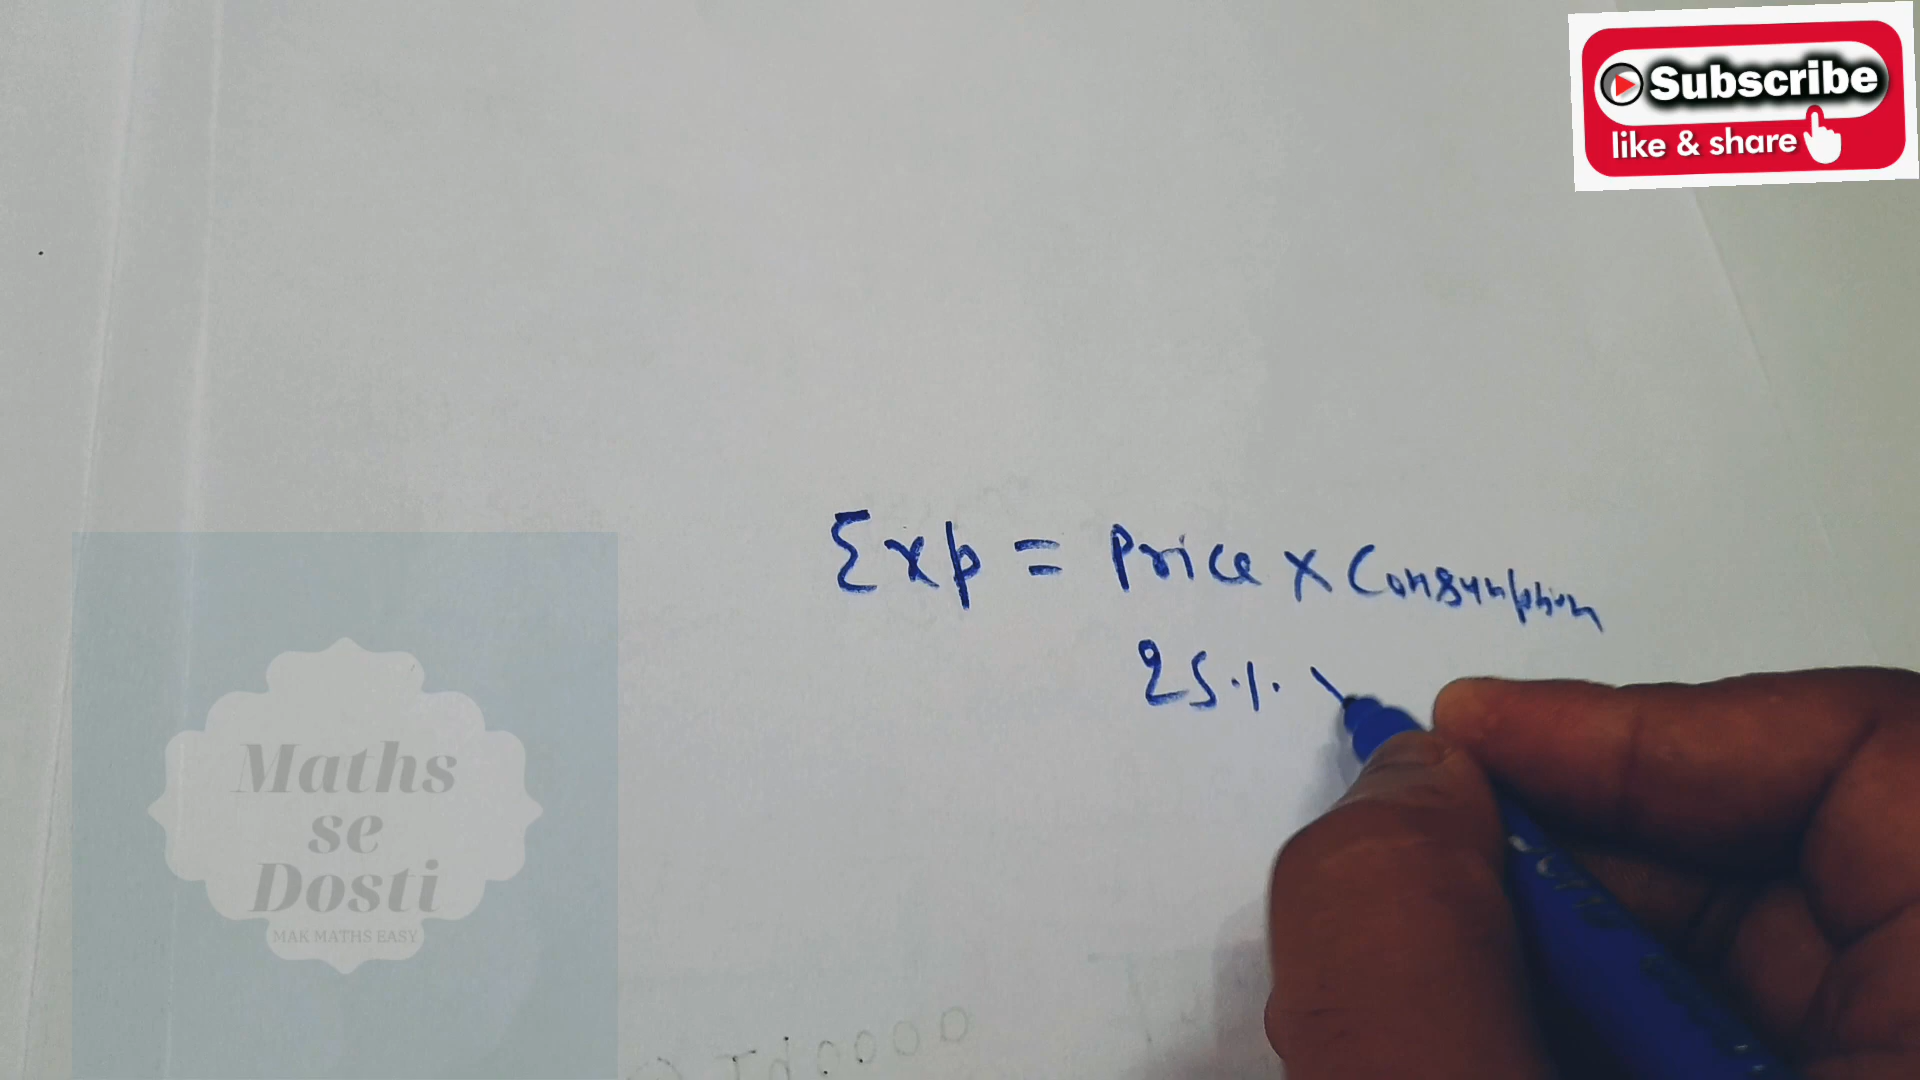 Subscribe
like & share
Exp = Price × Consumption
25%
Maths
se
Dosti
MAK MATHS EASY